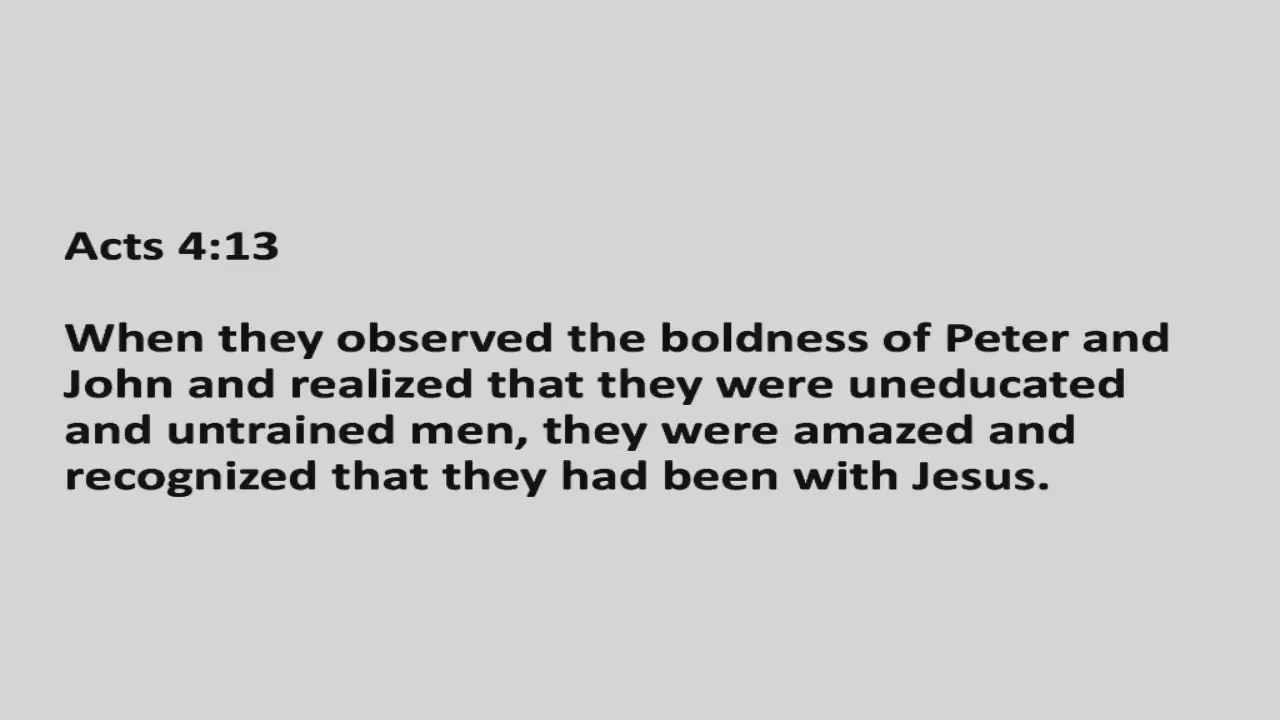 Acts 4:13
When they observed the boldness of Peter and
John and realized that they were uneducated
and untrained men, they were amazed and
recognized that they had been with Jesus.